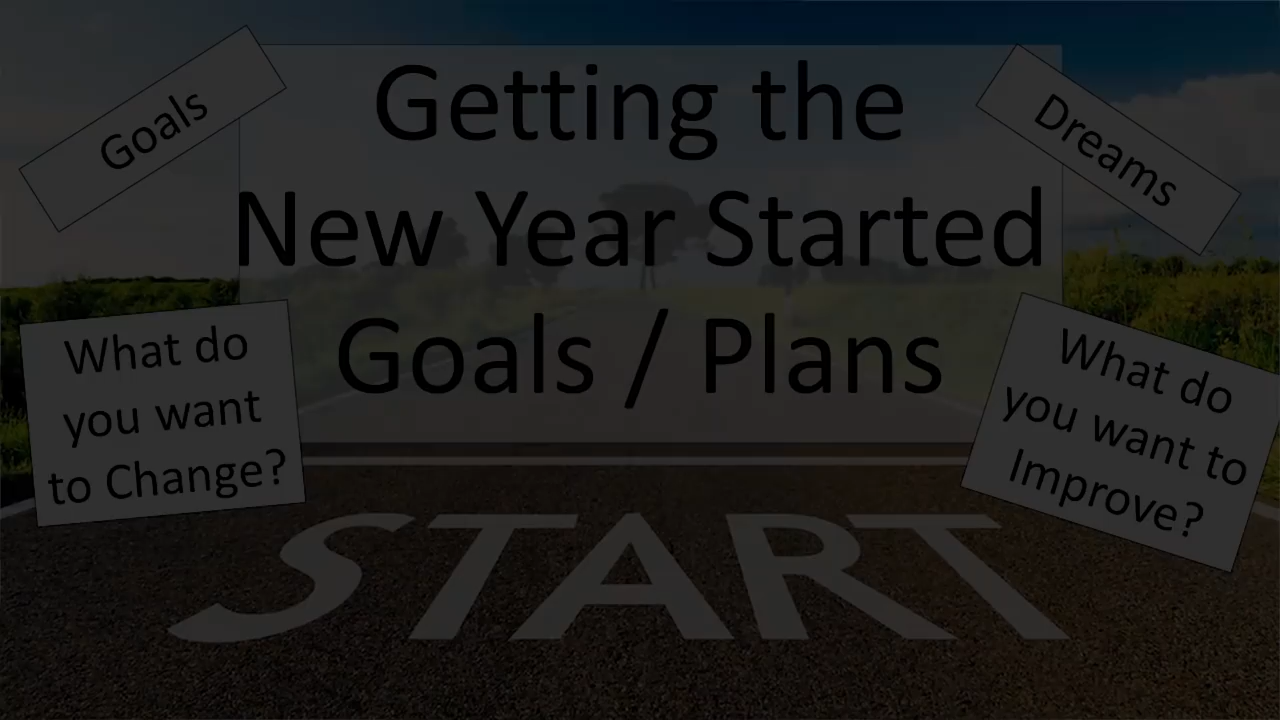 Goals
Getting the
New Year Started
Goals / Plans
Dreams
What do
you want
to Change?
What do
you want to
Improve?
START